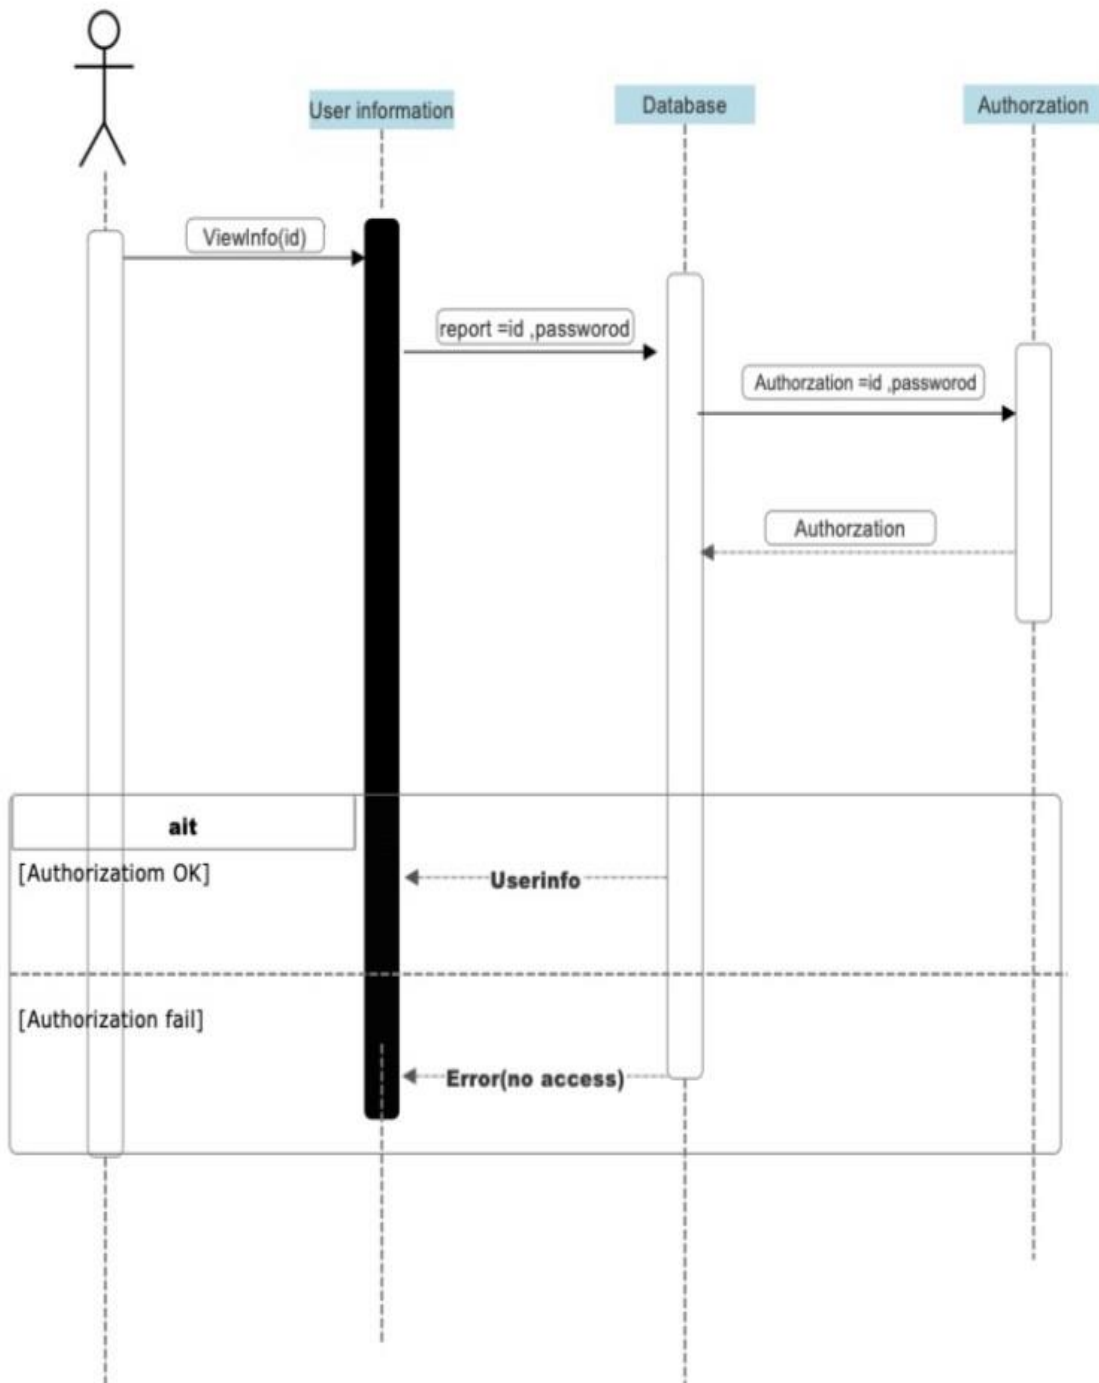 User information
Database
Authorzation
ViewInfo(id)
report =id ,passworod
Authorzation =id ,passworod
Authorzation
ait
[Authorizatiom OK]
Userinfo
[Authorization fail]
Error(no access)